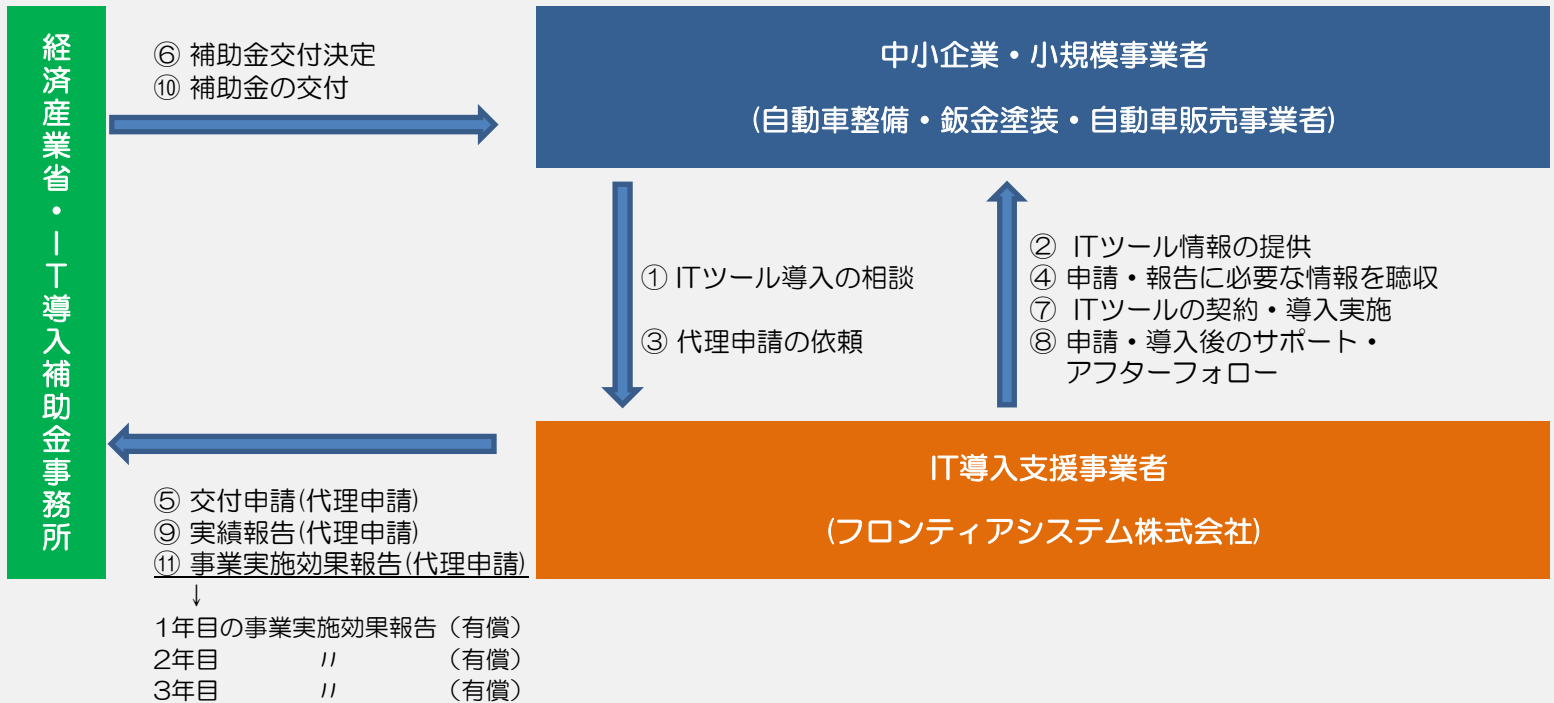 経済産業省・IT導入補助金事務所
⑥ 補助金交付決定
⑩ 補助金の交付
中小企業・小規模事業者
(自動車整備・鈑金塗装・自動車販売事業者)
① ITツール導入の相談
③ 代理申請の依頼
② ITツール情報の提供
④ 申請・報告に必要な情報を聴収
⑦ ITツールの契約・導入実施
⑧ 申請・導入後のサポート・
アフターフォロー
IT導入支援事業者
(フロンティアシステム株式会社)
⑤ 交付申請(代理申請)
⑨ 実績報告(代理申請)
⑪ 事業実施効果報告(代理申請)
↓
1年目の事業実施効果報告(有償)
2年目 〃 (有償)
3年目 〃 (有償)